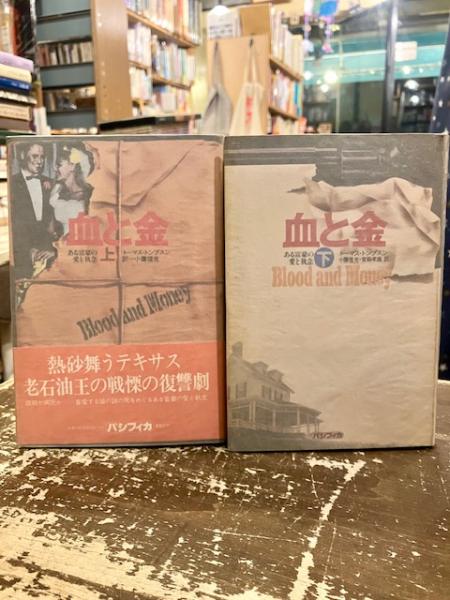 血と金
ある富豪の
愛と執念
上
トーマス・トンプスン
Blood and Money
熱砂舞うテキサス
老石油王の戦慄の復讐劇
パシフィカ
血と金
ある富豪の
愛と執念
下
トーマス・トンプスン
Blood and Money
パシフィカ